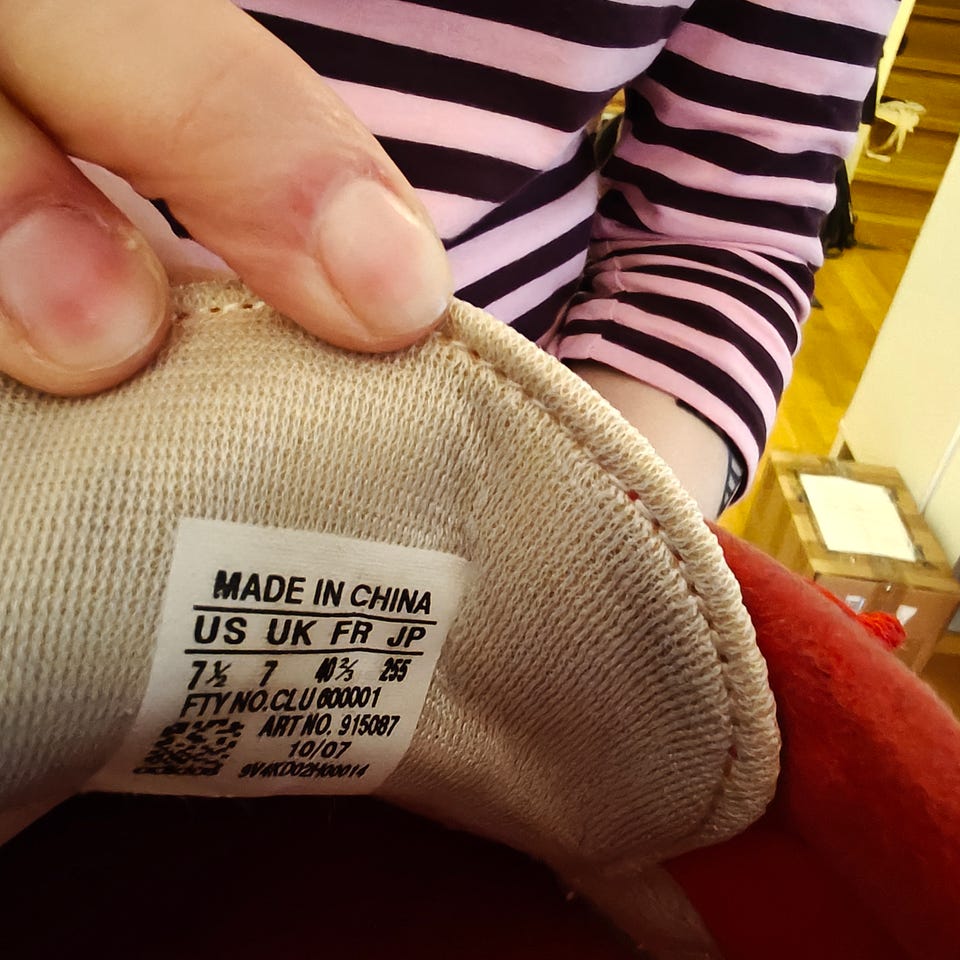 MADE IN CHINA
US UK FR JP
7½ 7 40⅔ 255
FTY NO.CLU 600001
ART NO. 915087
10/07
9V4KD02H00014